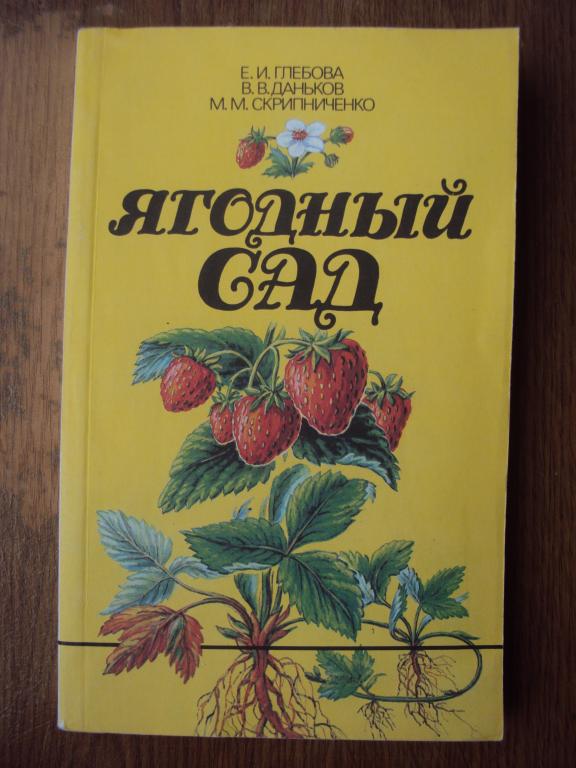 Е. И. ГЛЕБОВА
В. В. ДАНЬКОВ
М. М. СКРИПНИЧЕНКО
ЯГОДНЫЙ
САД